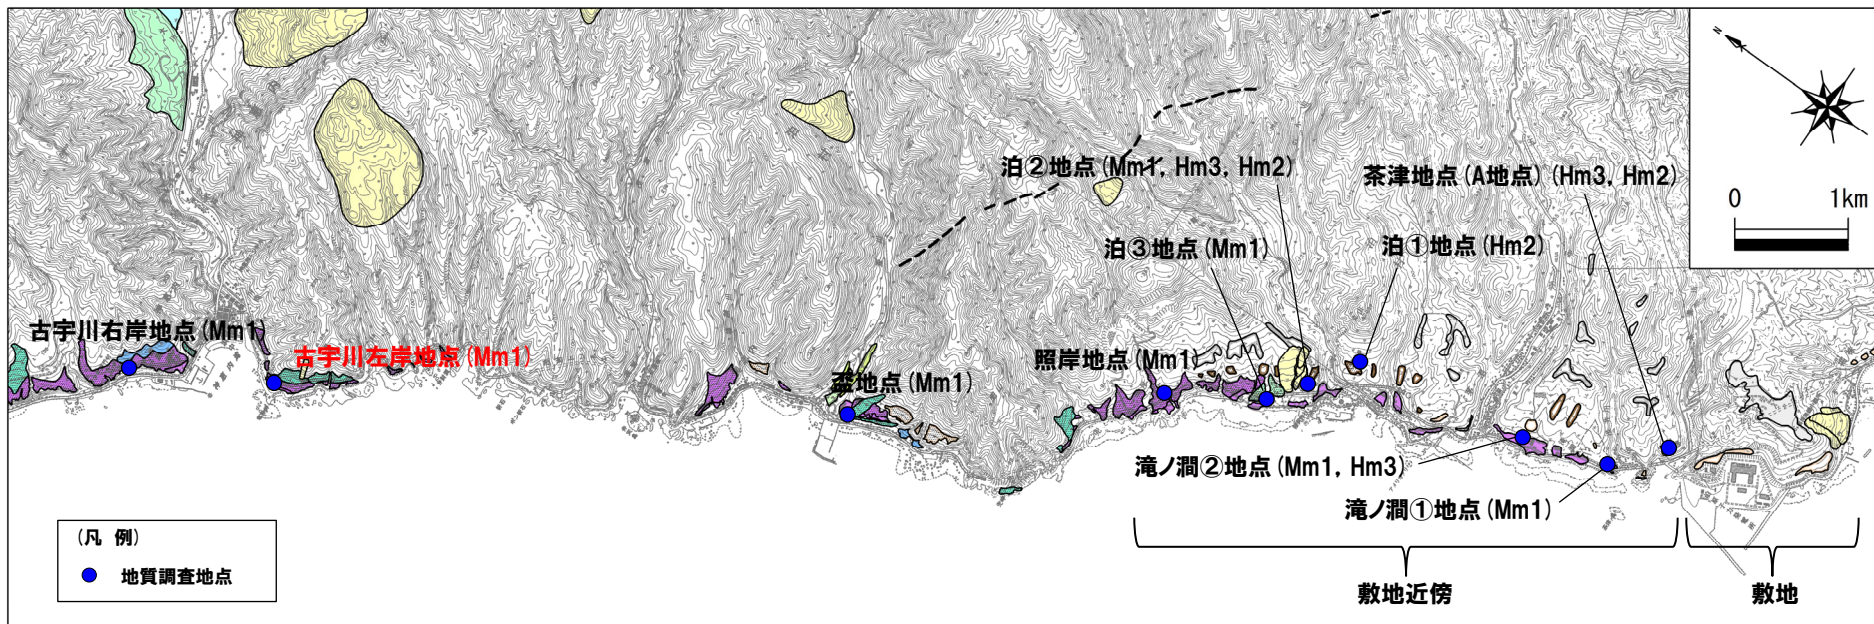 N
0 1km
泊②地点(Mm1, Hm3, Hm2)
茶津地点(A地点)(Hm3, Hm2)
泊③地点(Mm1)
泊①地点(Hm2)
古宇川右岸地点(Mm1)
古宇川左岸地点(Mm1)
盃地点(Mm1)
照岸地点(Mm1)
滝ノ澗②地点(Mm1, Hm3)
滝ノ澗①地点(Mm1)
(凡 例)
地質調査地点
敷地近傍
敷地